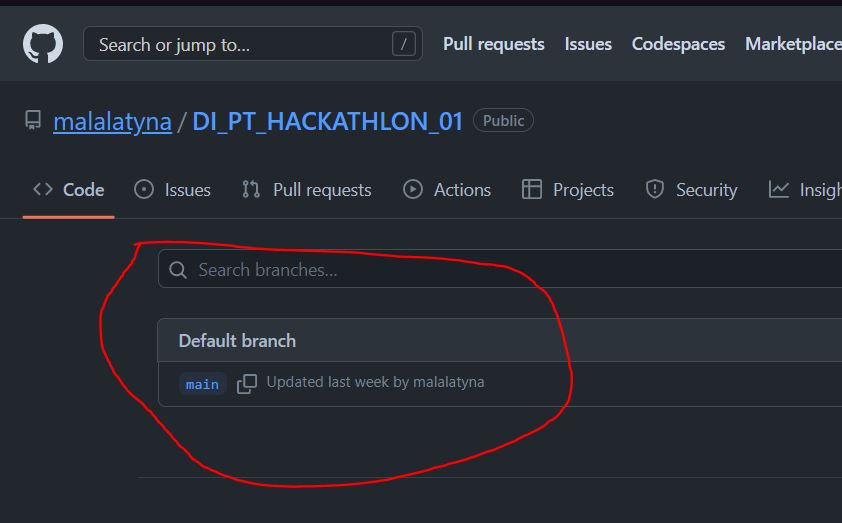 Search or jump to... /
Pull requests Issues Codespaces Marketplace
malalatyna / DI_PT_HACKATHLON_01 Public
Code Issues Pull requests Actions Projects Security Insigh
Search branches...
Default branch
main Updated last week by malalatyna